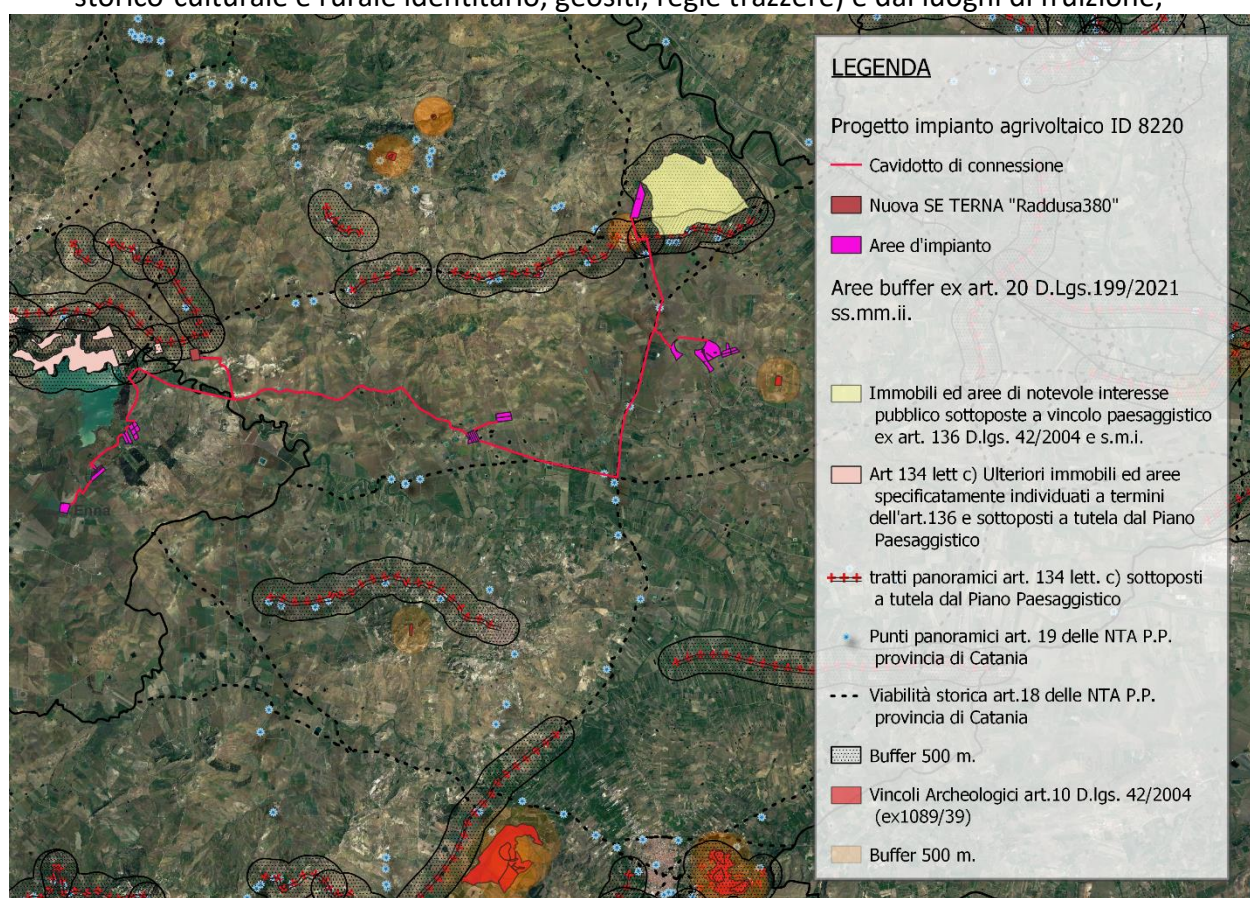 storico-culturale e rurale identitario, geositi, regie trazzere) e dai luoghi di fruizione,
LEGENDA
Progetto impianto agrivoltaico ID 8220
Cavidotto di connessione
Nuova SE TERNA "Raddusa380"
Aree d'impianto
Aree buffer ex art. 20 D.Lgs.199/2021
ss.mm.ii.
Immobili ed aree di notevole interesse
pubblico sottoposte a vincolo paesaggistico
ex art. 136 D.lgs. 42/2004 e s.m.i.
Art 134 lett c) Ulteriori immobili ed aree
specificatamente individuati a termini
dell'art.136 e sottoposti a tutela dal Piano
Paesaggistico
tratti panoramici art. 134 lett. c) sottoposti
a tutela dal Piano Paesaggistico
Punti panoramici art. 19 delle NTA P.P.
provincia di Catania
Viabilità storica art.18 delle NTA P.P.
provincia di Catania
Buffer 500 m.
Vincoli Archeologici art.10 D.lgs. 42/2004
(ex1089/39)
Buffer 500 m.
Enna